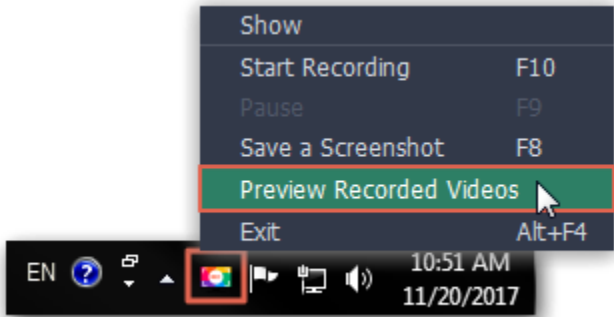 Show
Start Recording F10
Pause F9
Save a Screenshot F8
Preview Recorded Videos
Exit Alt+F4
EN ? 10:51 AM
11/20/2017